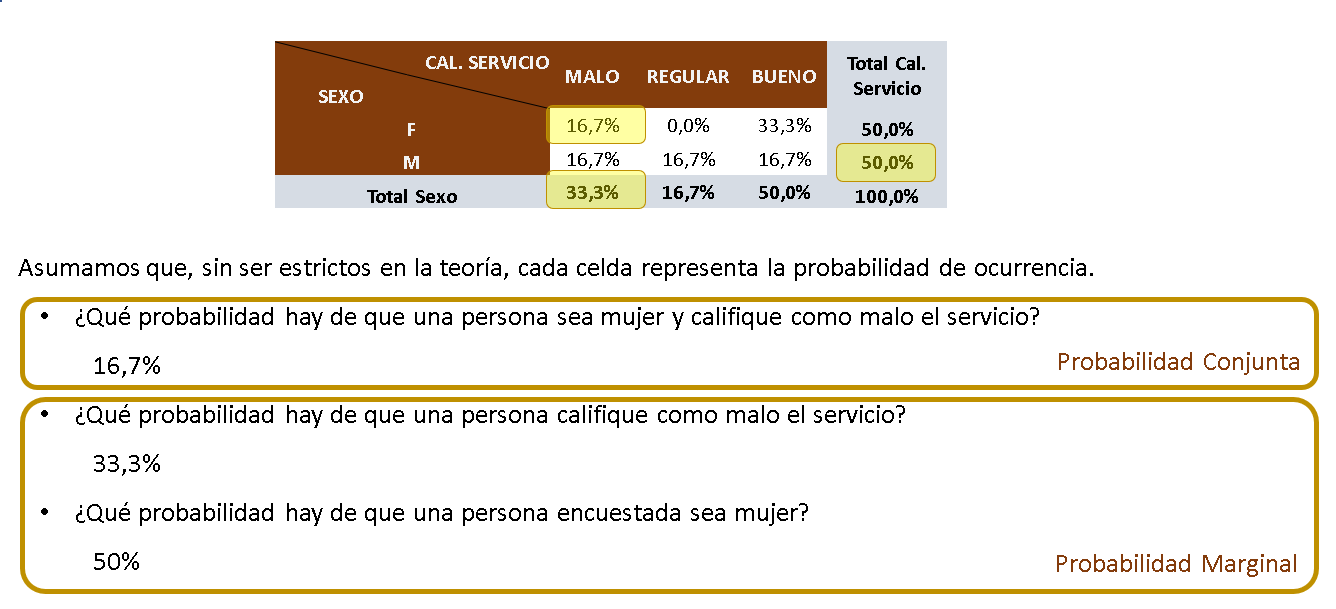 CAL. SERVICIO
SEXO
MALO REGULAR BUENO Total Cal.
Servicio
F 16,7% 0,0% 33,3% 50,0%
M 16,7% 16,7% 16,7% 50,0%
Total Sexo 33,3% 16,7% 50,0% 100,0%
Asumamos que, sin ser estrictos en la teoría, cada celda representa la probabilidad de ocurrencia.
• ¿Qué probabilidad hay de que una persona sea mujer y califique como malo el servicio?
16,7%
Probabilidad Conjunta
• ¿Qué probabilidad hay de que una persona califique como malo el servicio?
33,3%
• ¿Qué probabilidad hay de que una persona encuestada sea mujer?
50%
Probabilidad Marginal